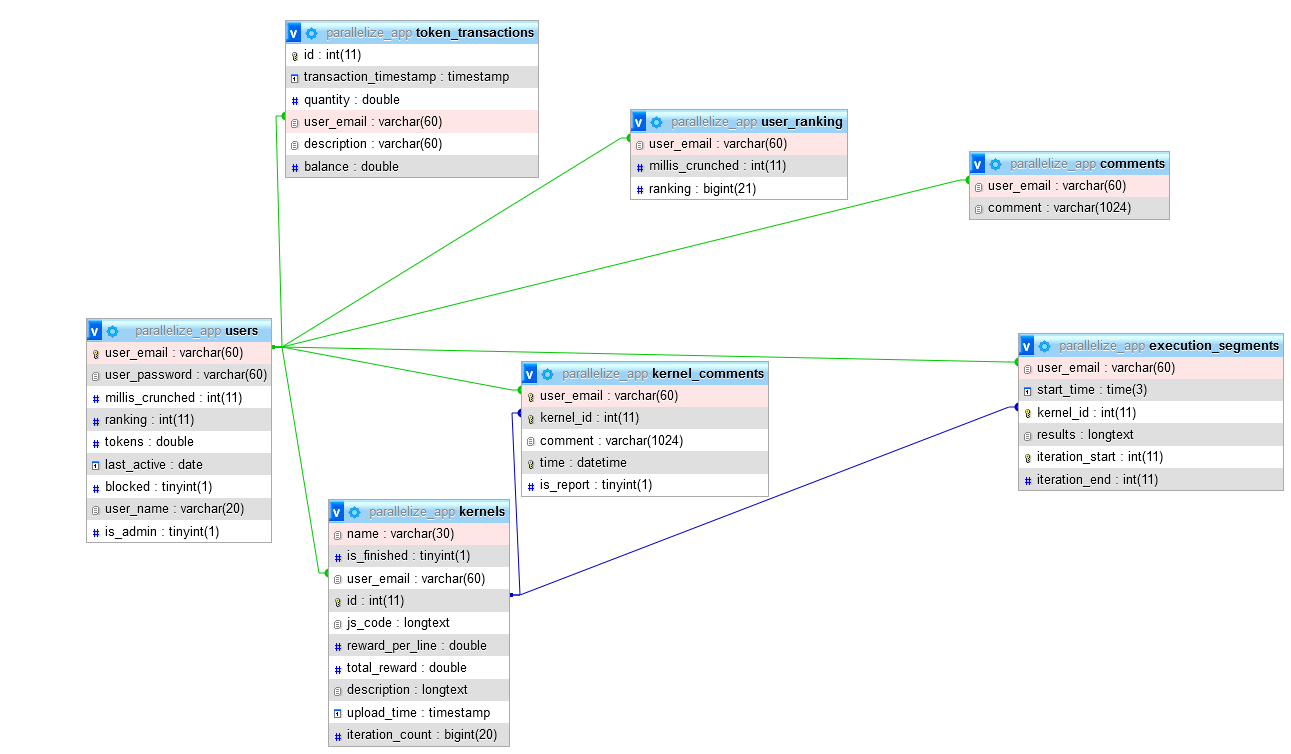 v parallelize_app token_transactions
id : int(11)
transaction_timestamp : timestamp
# quantity : double
user_email : varchar(60)
description : varchar(60)
# balance : double
v parallelize_app user_ranking
user_email : varchar(60)
# millis_crunched : int(11)
# ranking : bigint(21)
v parallelize_app comments
user_email : varchar(60)
comment : varchar(1024)
v parallelize_app users
user_email : varchar(60)
user_password : varchar(60)
# millis_crunched : int(11)
# ranking : int(11)
# tokens : double
last_active : date
# blocked : tinyint(1)
user_name : varchar(20)
# is_admin : tinyint(1)
v parallelize_app kernel_comments
user_email : varchar(60)
kernel_id : int(11)
comment : varchar(1024)
time : datetime
# is_report : tinyint(1)
v parallelize_app execution_segments
user_email : varchar(60)
start_time : time(3)
kernel_id : int(11)
results : longtext
iteration_start : int(11)
# iteration_end : int(11)
v parallelize_app kernels
name : varchar(30)
# is_finished : tinyint(1)
user_email : varchar(60)
id : int(11)
js_code : longtext
# reward_per_line : double
# total_reward : double
description : longtext
upload_time : timestamp
# iteration_count : bigint(20)